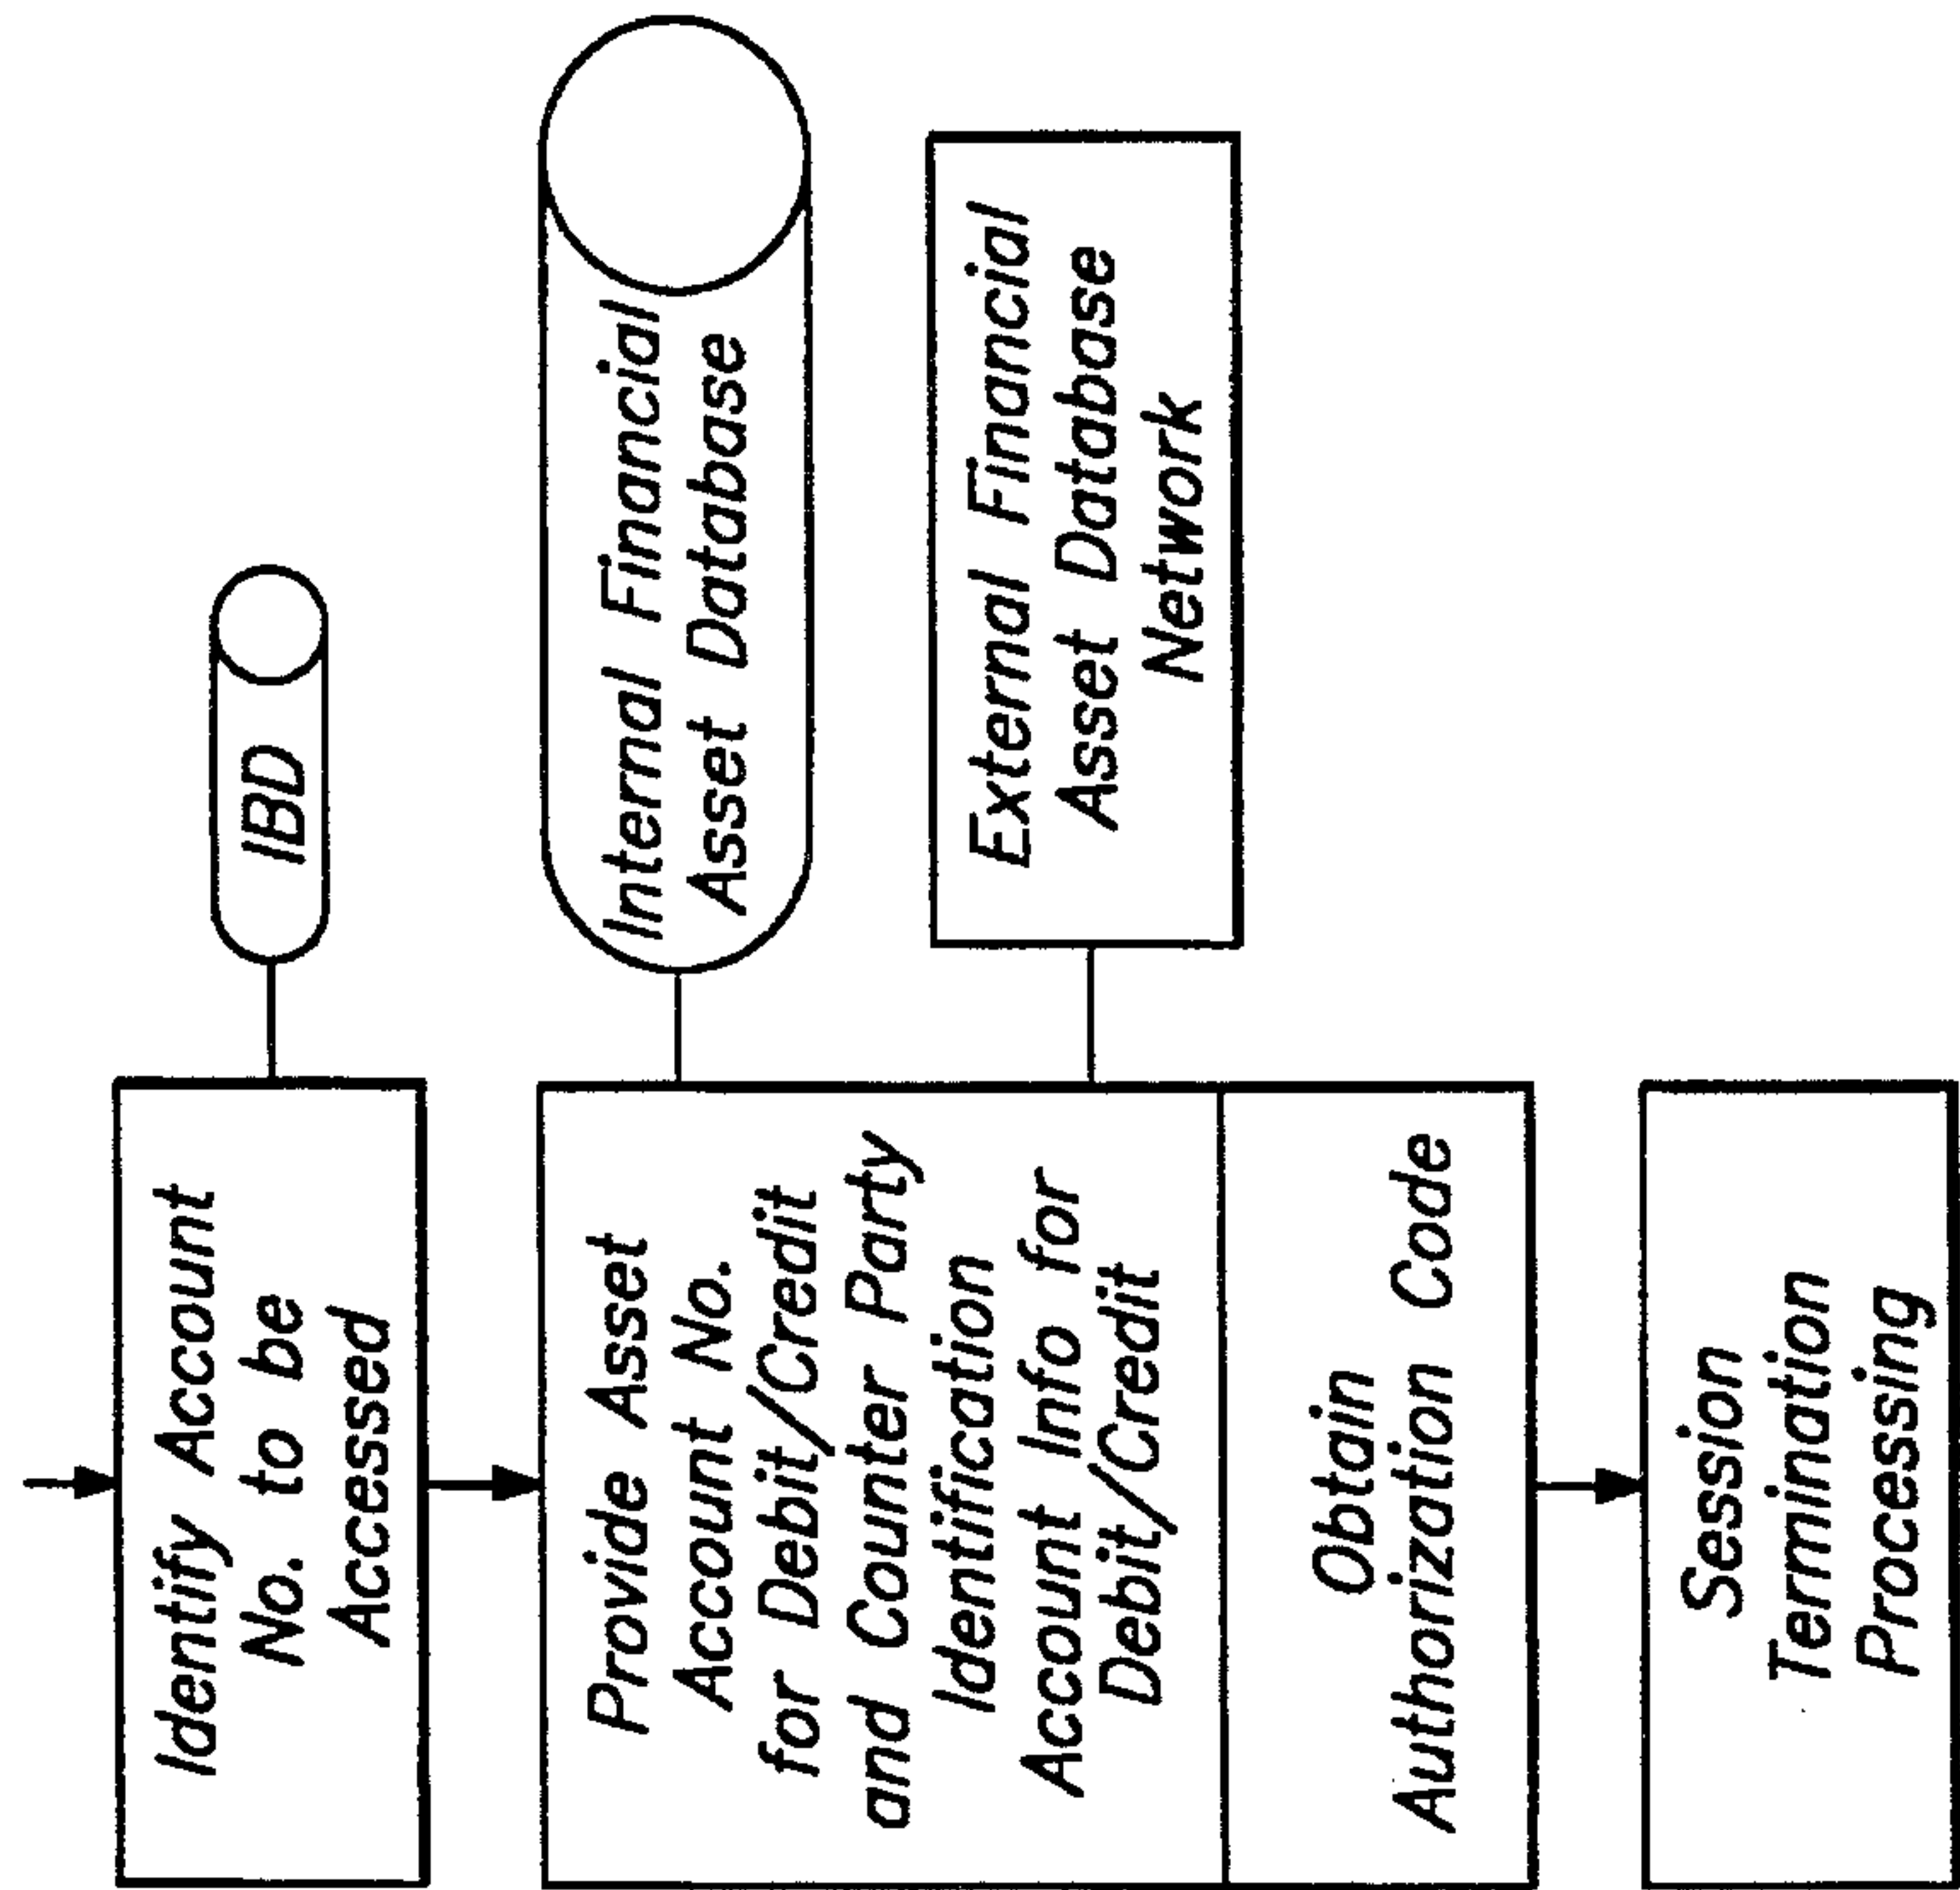 Identify Account
No. to be
Accessed
IBD
Provide Asset
Account No.
for Debit/Credit
and Counter Party
Identification
Account Info for
Debit/Credit
Internal Financial
Asset Database
External Financial
Asset Database
Network
Obtain
Authorization Code
Session
Termination
Processing